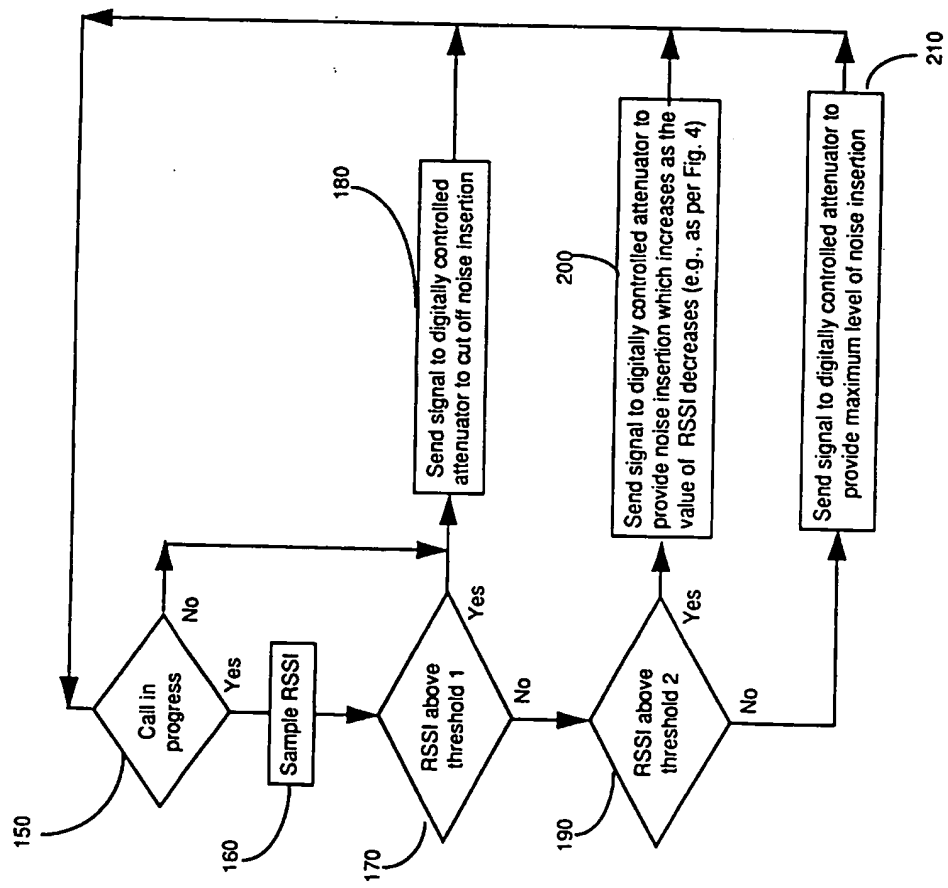 150
Call in
progress
No
Yes
160
Sample RSSI
170
RSSI above
threshold 1
Yes
No
180
Send signal to digitally controlled
attenuator to cut off noise insertion
190
RSSI above
threshold 2
Yes
No
200
Send signal to digitally controlled attenuator to
provide noise insertion which increases as the
value of RSSI decreases (e.g., as per Fig. 4)
210
Send signal to digitally controlled attenuator to
provide maximum level of noise insertion